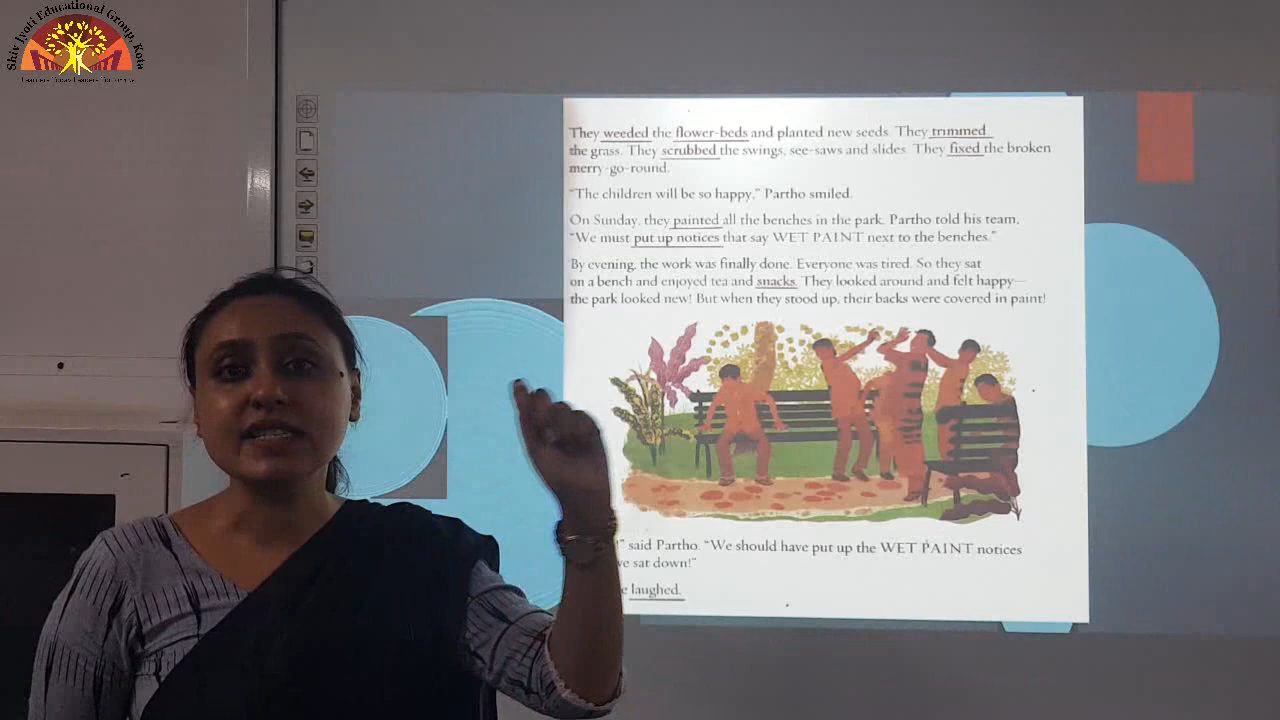 Shiv Jyoti Educational Group, Kota
They weeded the flower-beds and planted new seeds. They trimmed
the grass. They scrubbed the swings, see-saws and slides. They fixed the broken
merry-go-round.
"The children will be so happy," Partho smiled.
On Sunday, they painted all the benches in the park. Partho told his team,
"We must put up notices that say WET PAINT next to the benches."
By evening, the work was finally done. Everyone was tired. So they sat
on a bench and enjoyed tea and snacks. They looked around and felt happy—
the park looked new! But when they stood up, their backs were covered in paint!
!" said Partho. "We should have put up the WET PAINT notices
sat down!"
laughed.